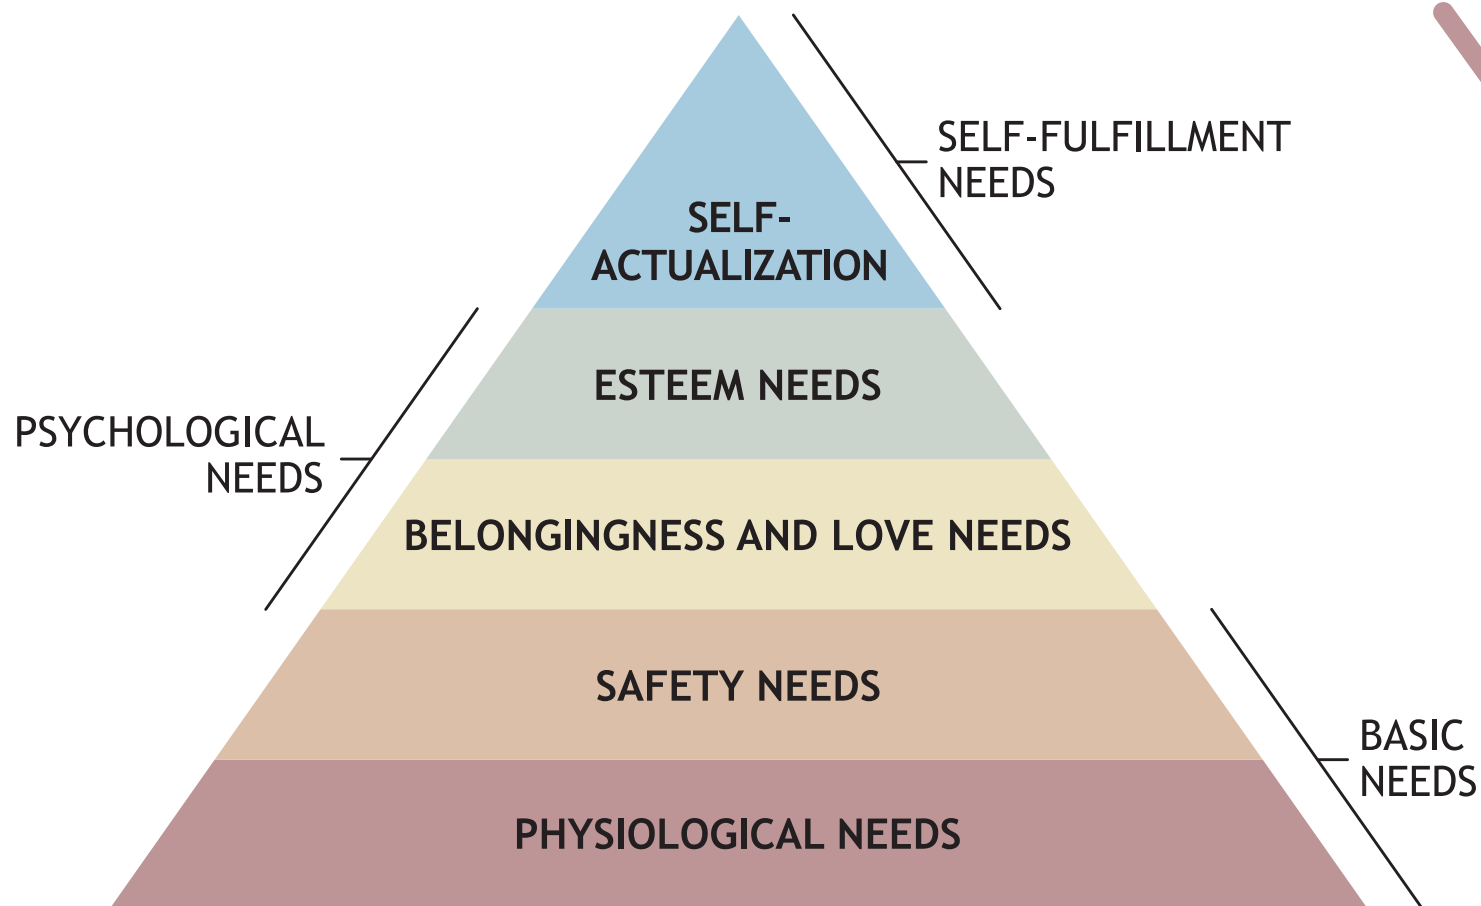 SELF-FULFILLMENT
NEEDS
SELF-
ACTUALIZATION
ESTEEM NEEDS
PSYCHOLOGICAL
NEEDS
BELONGINGNESS AND LOVE NEEDS
SAFETY NEEDS
BASIC
NEEDS
PHYSIOLOGICAL NEEDS